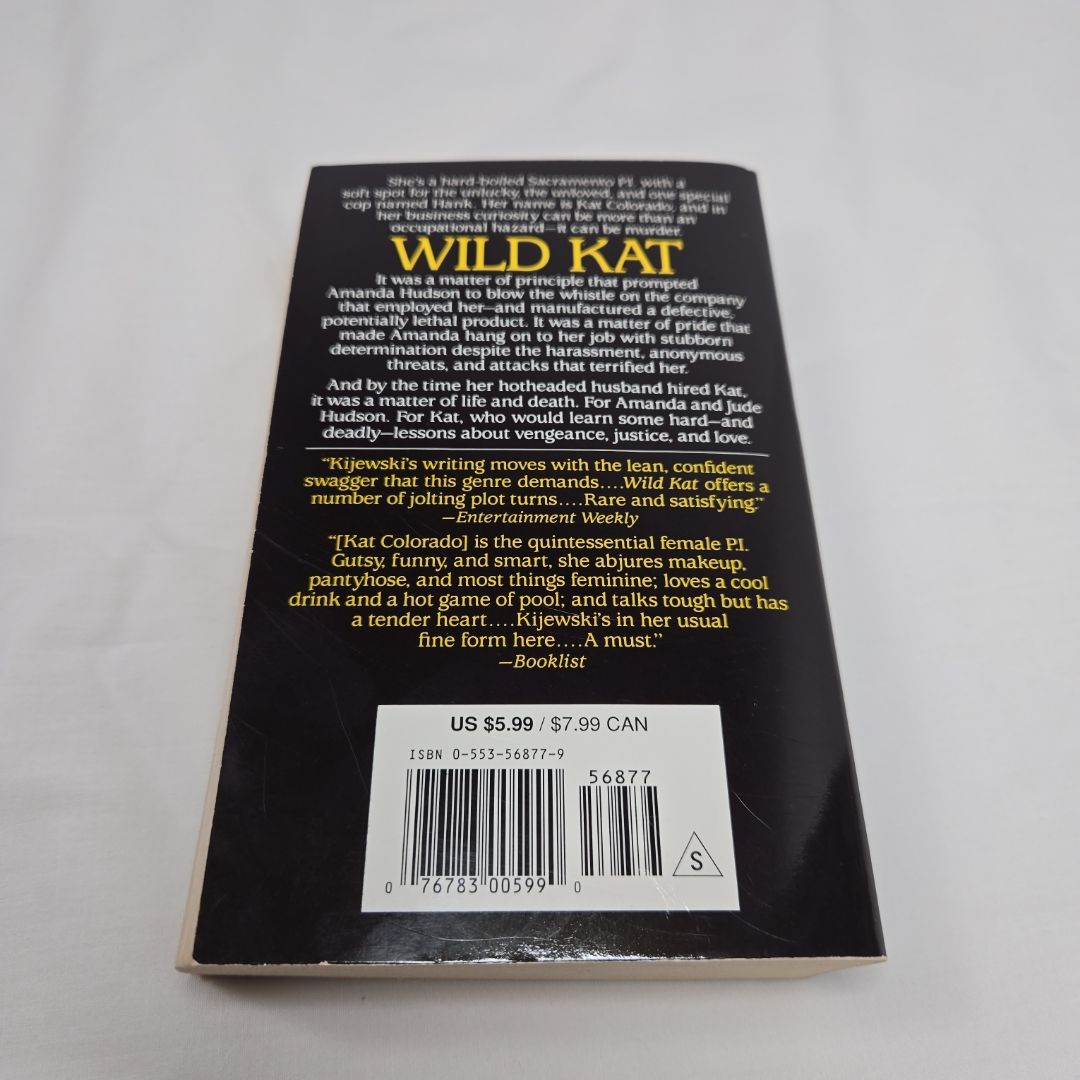 She's a hard-boiled Sacramento P.I. with a
soft spot for the unlucky, the unloved, and one special
cop named Hank. Her name is Kat Colorado, and in
her business curiosity can be more than an
occupational hazard—it can be murder.
WILD KAT
It was a matter of principle that prompted
Amanda Hudson to blow the whistle on the company
that employed her—and manufactured a defective,
potentially lethal product. It was a matter of pride that
made Amanda hang on to her job with stubborn
determination despite the harassment, anonymous
threats, and attacks that terrified her.
And by the time her hotheaded husband hired Kat,
it was a matter of life and death. For Amanda and Jude
Hudson. For Kat, who would learn some hard—and
deadly—lessons about vengeance, justice, and love.
"Kijewski's writing moves with the lean, confident
swagger that this genre demands....Wild Kat offers a
number of jolting plot turns....Rare and satisfying."
—Entertainment Weekly
"[Kat Colorado] is the quintessential female P.I.
Gutsy, funny, and smart, she abjures makeup,
pantyhose, and most things feminine; loves a cool
drink and a hot game of pool; and talks tough but has
a tender heart....Kijewski's in her usual
fine form here....A must."
—Booklist
US $5.99 / $7.99 CAN
ISBN 0-553-56877-9
56877
0 76783 00599 0
S